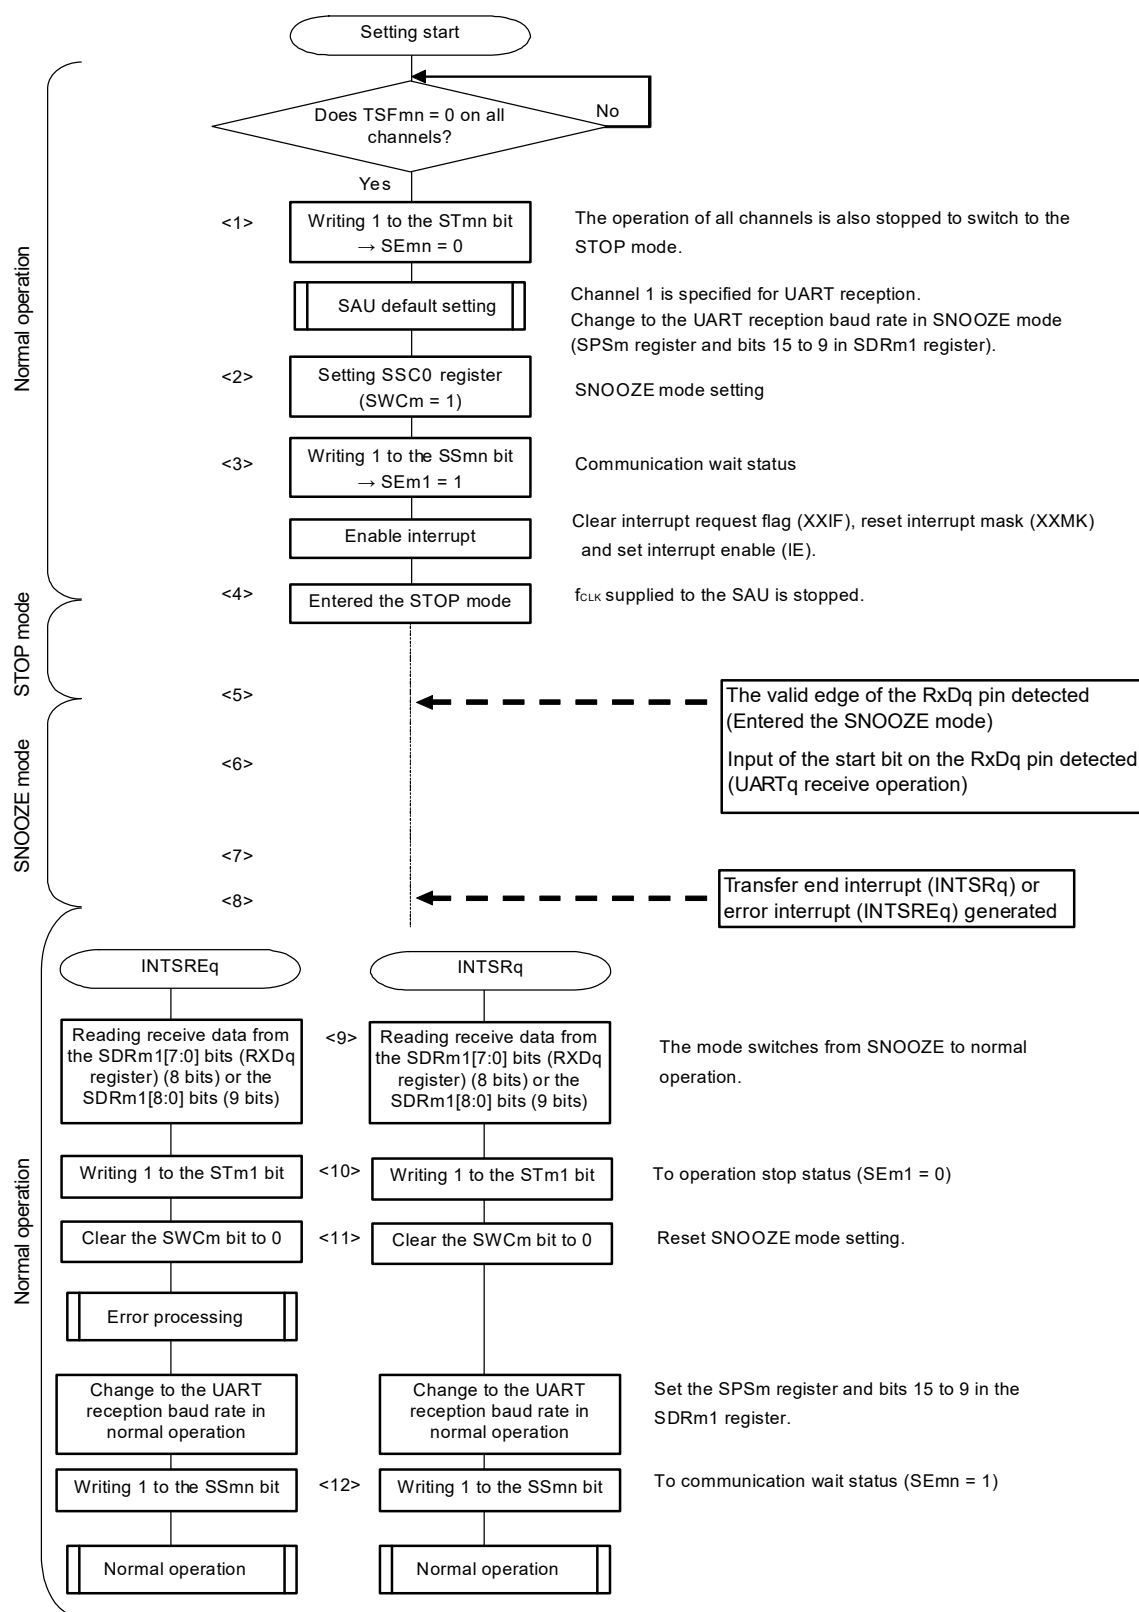 Setting start
Does TSFmn = 0 on all
channels?
No
Yes
Normal operation
<1>
Writing 1 to the STmn bit
→ SEmn = 0
The operation of all channels is also stopped to switch to the
STOP mode.
SAU default setting
Channel 1 is specified for UART reception.
Change to the UART reception baud rate in SNOOZE mode
(SPSm register and bits 15 to 9 in SDRm1 register).
<2>
Setting SSC0 register
(SWCm = 1)
SNOOZE mode setting
<3>
Writing 1 to the SSmn bit
→ SEm1 = 1
Communication wait status
Enable interrupt
Clear interrupt request flag (XXIF), reset interrupt mask (XXMK)
and set interrupt enable (IE).
<4>
Entered the STOP mode
fCLK supplied to the SAU is stopped.
STOP mode
<5>
The valid edge of the RxDq pin detected
(Entered the SNOOZE mode)
SNOOZE mode
<6>
Input of the start bit on the RxDq pin detected
(UARTq receive operation)
<7>
<8>
Transfer end interrupt (INTSRq) or
error interrupt (INTSREq) generated
Normal operation
INTSREq
INTSRq
Reading receive data from
the SDRm1[7:0] bits (RXDq
register) (8 bits) or the
SDRm1[8:0] bits (9 bits)
<9>
Reading receive data from
the SDRm1[7:0] bits (RXDq
register) (8 bits) or the
SDRm1[8:0] bits (9 bits)
The mode switches from SNOOZE to normal
operation.
Writing 1 to the STm1 bit
<10>
Writing 1 to the STm1 bit
To operation stop status (SEm1 = 0)
Clear the SWCm bit to 0
<11>
Clear the SWCm bit to 0
Reset SNOOZE mode setting.
Error processing
Change to the UART
reception baud rate in
normal operation
Change to the UART
reception baud rate in
normal operation
Set the SPSm register and bits 15 to 9 in the
SDRm1 register.
Writing 1 to the SSmn bit
<12>
Writing 1 to the SSmn bit
To communication wait status (SEmn = 1)
Normal operation
Normal operation